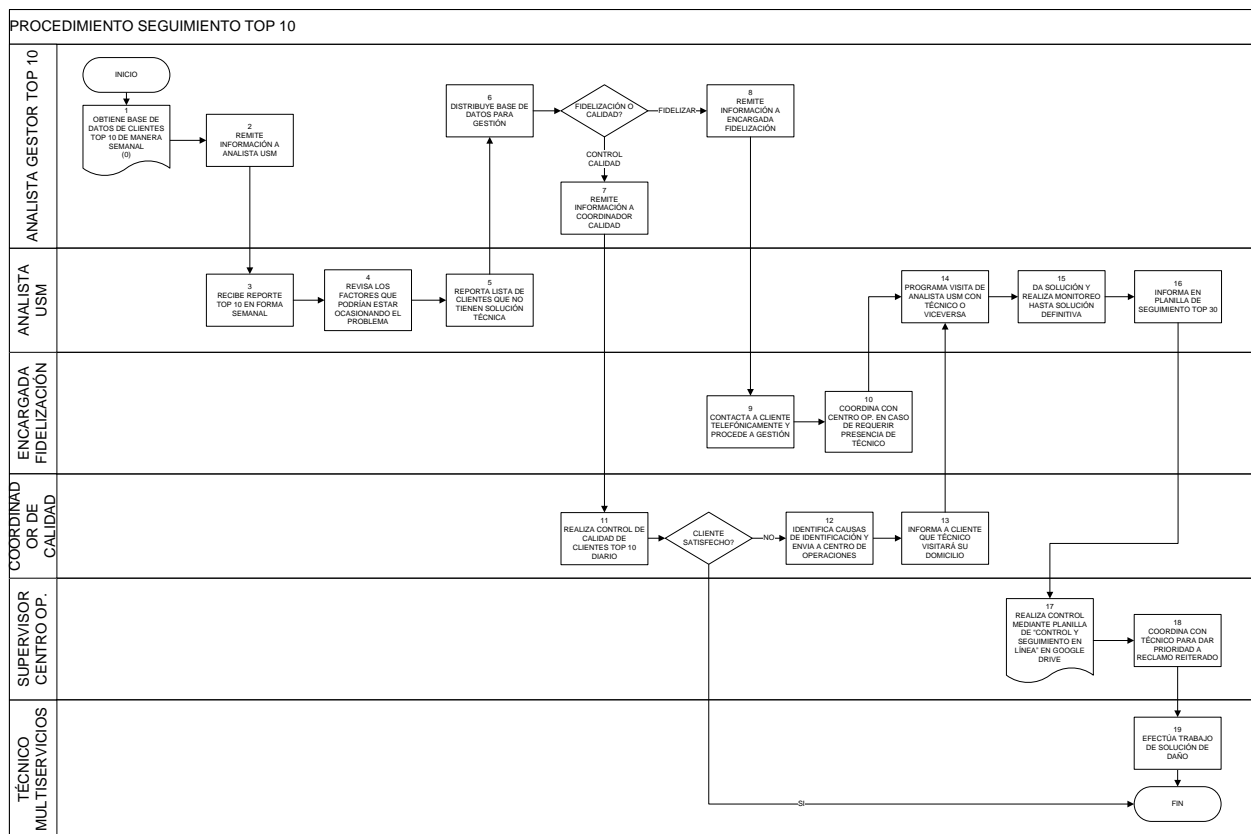 PROCEDIMIENTO SEGUIMIENTO TOP 10
ANALISTA GESTOR TOP 10
INICIO
1
OBTIENE BASE DE
DATOS DE CLIENTES
TOP 10 DE MANERA
SEMANAL
(0)
2
REMITE
INFORMACIÓN A
ANALISTA USM
6
DISTRIBUYE BASE DE
DATOS PARA
GESTIÓN
FIDELIZACIÓN O
CALIDAD?
FIDELIZAR
8
REMITE
INFORMACIÓN A
ENCARGADA
FIDELIZACIÓN
CONTROL
CALIDAD
7
REMITE
INFORMACIÓN A
COORDINADOR
CALIDAD
ANALISTA
USM
3
RECIBE REPORTE
TOP 10 EN FORMA
SEMANAL
4
REVISA LOS
FACTORES QUE
PODRÍAN ESTAR
OCASIONANDO EL
PROBLEMA
5
REPORTA LISTA DE
CLIENTES QUE NO
TIENEN SOLUCIÓN
TÉCNICA
14
PROGRAMA VISITA DE
ANALISTA USM CON
TÉCNICO O
VICEVERSA
15
DA SOLUCIÓN Y
REALIZA MONITOREO
HASTA SOLUCIÓN
DEFINITIVA
16
INFORMA EN
PLANILLA DE
SEGUIMIENTO TOP 30
ENCARGADA
FIDELIZACIÓN
9
CONTACTA A CLIENTE
TELEFÓNICAMENTE Y
PROCEDE A GESTIÓN
10
COORDINA CON
CENTRO OP. EN CASO
DE REQUERIR
PRESENCIA DE
TÉCNICO
COORDINAD
OR DE
CALIDAD
11
REALIZA CONTROL DE
CALIDAD DE
CLIENTES TOP 10
DIARIO
CLIENTE
SATISFECHO?
NO
12
IDENTIFICA CAUSAS
DE IDENTIFICACIÓN Y
ENVIA A CENTRO DE
OPERACIONES
13
INFORMA A CLIENTE
QUE TÉCNICO
VISITARÁ SU
DOMICILIO
SUPERVISOR
CENTRO OP.
17
REALIZA CONTROL
MEDIANTE PLANILLA
DE "CONTROL Y
SEGUIMIENTO EN
LÍNEA" EN GOOGLE
DRIVE
18
COORDINA CON
TÉCNICO PARA DAR
PRIORIDAD A
RECLAMO REITERADO
TÉCNICO
MULTISERVICIOS
19
EFECTÚA TRABAJO
DE SOLUCIÓN DE
DAÑO
SI
FIN